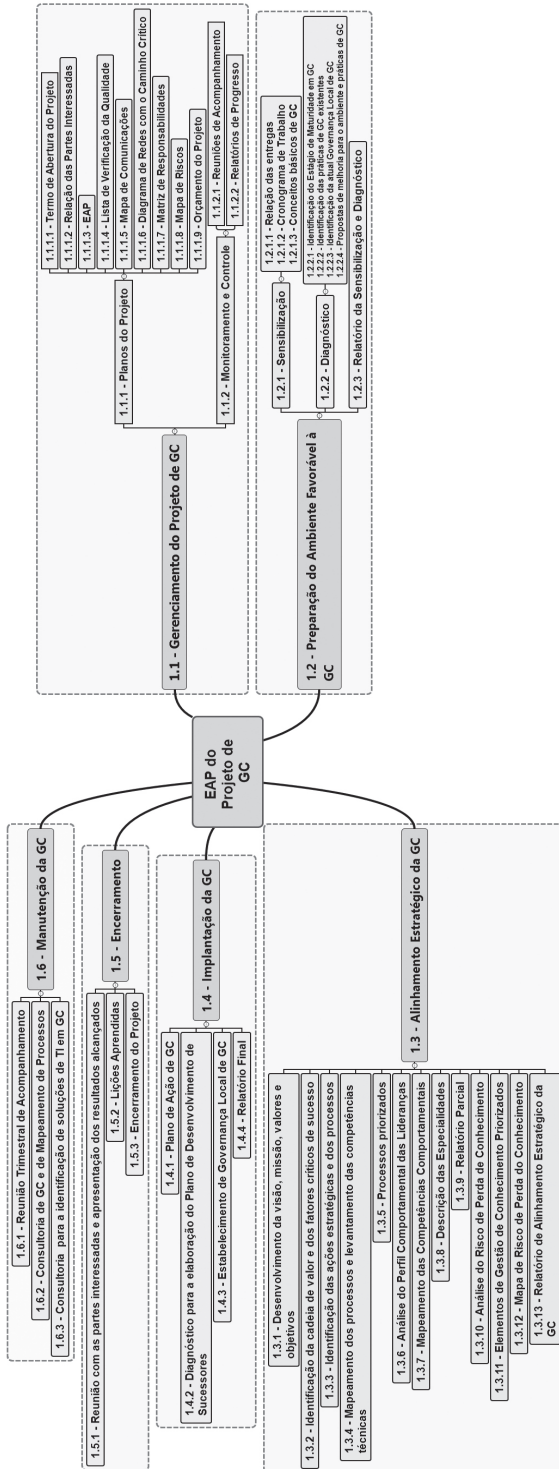 EAP do
Projeto de
GC
1.1 - Gerenciamento do Projeto de GC
1.1.1 - Planos do Projeto
1.1.1.1 - Termo de Abertura do Projeto
1.1.1.2 - Relação das Partes Interessadas
1.1.1.3 - EAP
1.1.1.4 - Lista de Verificação da Qualidade
1.1.1.5 - Mapa de Comunicações
1.1.1.6 - Diagrama de Redes com o Caminho Crítico
1.1.1.7 - Matriz de Responsabilidades
1.1.1.8 - Mapa de Riscos
1.1.1.9 - Orçamento do Projeto
1.1.2 - Monitoramento e Controle
1.1.2.1 - Reuniões de Acompanhamento
1.1.2.2 - Relatórios de Progresso
1.2 - Preparação do Ambiente Favorável à
GC
1.2.1 - Sensibilização
1.2.1.1 - Relação das entregas
1.2.1.2 - Cronograma de Trabalho
1.2.1.3 - Conceitos básicos de GC
1.2.2 - Diagnóstico
1.2.2.1 - Identificação do Estágio de Maturidade em GC
1.2.2.2 - Identificação das práticas de GC existentes
1.2.2.3 - Identificação da atual Governança Local de GC
1.2.2.4 - Propostas de melhoria para o ambiente e práticas de GC
1.2.3 - Relatório da Sensibilização e Diagnóstico
1.3 - Alinhamento Estratégico da GC
1.3.1 - Desenvolvimento da visão, missão, valores e
objetivos
1.3.2 - Identificação da cadeia de valor e dos fatores críticos de sucesso
1.3.3 - Identificação das ações estratégicas e dos processos
1.3.4 - Mapeamento dos processos e levantamento das competências
técnicas
1.3.5 - Processos priorizados
1.3.6 - Análise do Perfil Comportamental das Lideranças
1.3.7 - Mapeamento das Competências Comportamentais
1.3.8 - Descrição das Especialidades
1.3.9 - Relatório Parcial
1.3.10 - Análise do Risco de Perda de Conhecimento
1.3.11 - Elementos de Gestão de Conhecimento Priorizados
1.3.12 - Mapa de Risco de Perda do Conhecimento
1.3.13 - Relatório de Alinhamento Estratégico da
GC
1.4 - Implantação da GC
1.4.1 - Plano de Ação de GC
1.4.2 - Diagnóstico para a elaboração do Plano de Desenvolvimento de
Sucessores
1.4.3 - Estabelecimento de Governança Local de GC
1.4.4 - Relatório Final
1.5 - Encerramento
1.5.1 - Reunião com as partes interessadas e apresentação dos resultados alcançados
1.5.2 - Lições Aprendidas
1.5.3 - Encerramento do Projeto
1.6 - Manutenção da GC
1.6.1 - Reunião Trimestral de Acompanhamento
1.6.2 - Consultoria de GC e de Mapeamento de Processos
1.6.3 - Consultoria para a identificação de soluções de TI em GC